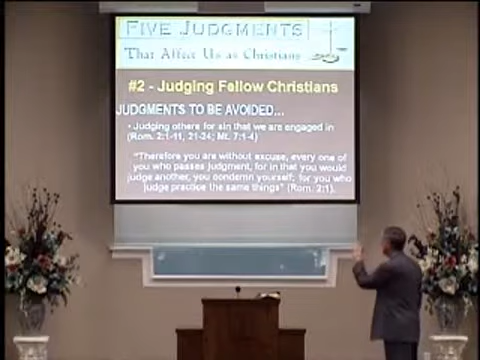 FIVE JUDGMENTS
That Affect Us as Christians
#2 - Judging Fellow Christians
JUDGMENTS TO BE AVOIDED...
• Judging others for sin that we are engaged in
(Rom. 2:1-11, 21-24; Mt. 7:1-4)
"Therefore you are without excuse, every one of
you who passes judgment, for in that you would
judge another, you condemn yourself; for you who
judge practice the same things" (Rom. 2:1).